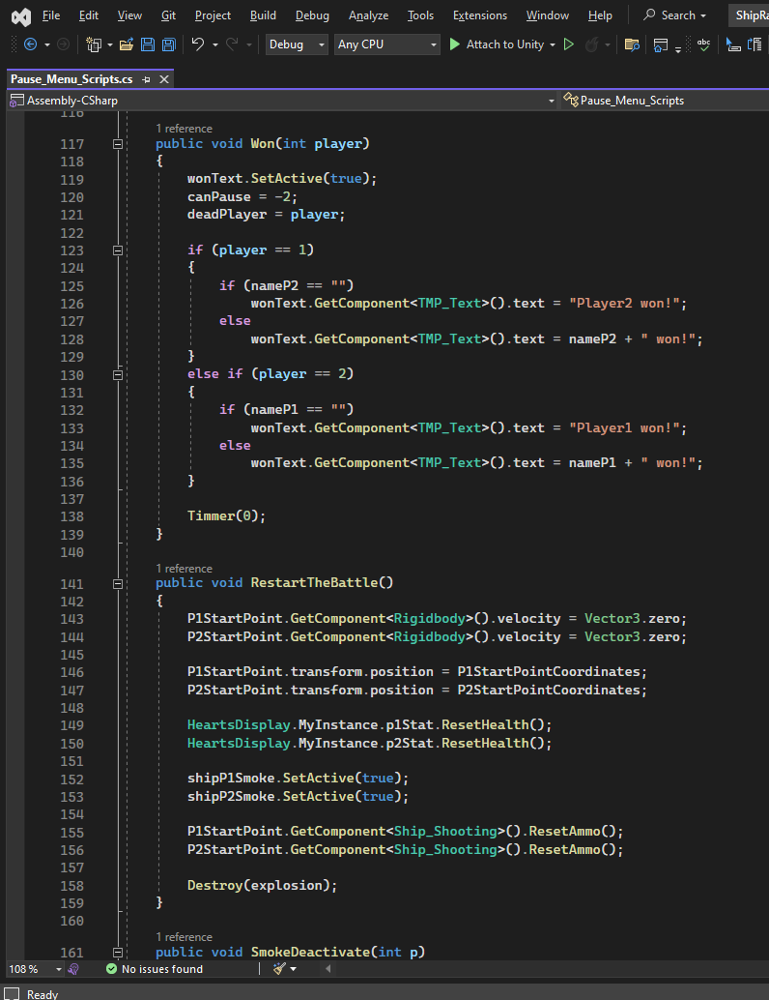 File Edit View Git Project Build Debug Analyze Tools Extensions Window Help Search ShipRa
Debug Any CPU Attach to Unity abc
Pause_Menu_Scripts.cs
Assembly-CSharp Pause_Menu_Scripts
116
1 reference
117 public void Won(int player)
118 {
119 wonText.SetActive(true);
120 canPause = -2;
121 deadPlayer = player;
122
123 if (player == 1)
124 {
125 if (nameP2 == "")
126 wonText.GetComponent<TMP_Text>().text = "Player2 won!";
127 else
128 wonText.GetComponent<TMP_Text>().text = nameP2 + " won!";
129 }
130 else if (player == 2)
131 {
132 if (nameP1 == "")
133 wonText.GetComponent<TMP_Text>().text = "Player1 won!";
134 else
135 wonText.GetComponent<TMP_Text>().text = nameP1 + " won!";
136 }
137
138 Timmer(0);
139 }
140
1 reference
141 public void RestartTheBattle()
142 {
143 P1StartPoint.GetComponent<Rigidbody>().velocity = Vector3.zero;
144 P2StartPoint.GetComponent<Rigidbody>().velocity = Vector3.zero;
145
146 P1StartPoint.transform.position = P1StartPointCoordinates;
147 P2StartPoint.transform.position = P2StartPointCoordinates;
148
149 HeartsDisplay.MyInstance.p1Stat.ResetHealth();
150 HeartsDisplay.MyInstance.p2Stat.ResetHealth();
151
152 shipP1Smoke.SetActive(true);
153 shipP2Smoke.SetActive(true);
154
155 P1StartPoint.GetComponent<Ship_Shooting>().ResetAmmo();
156 P2StartPoint.GetComponent<Ship_Shooting>().ResetAmmo();
157
158 Destroy(explosion);
159 }
160
1 reference
161 public void SmokeDeactivate(int p)
108 % No issues found
Ready